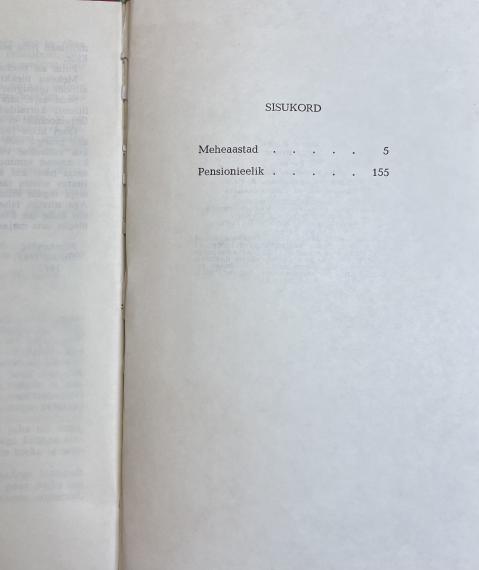 SISUKORD
Meheaastad . . . . . 5
Pensionieelik . . . . . 155